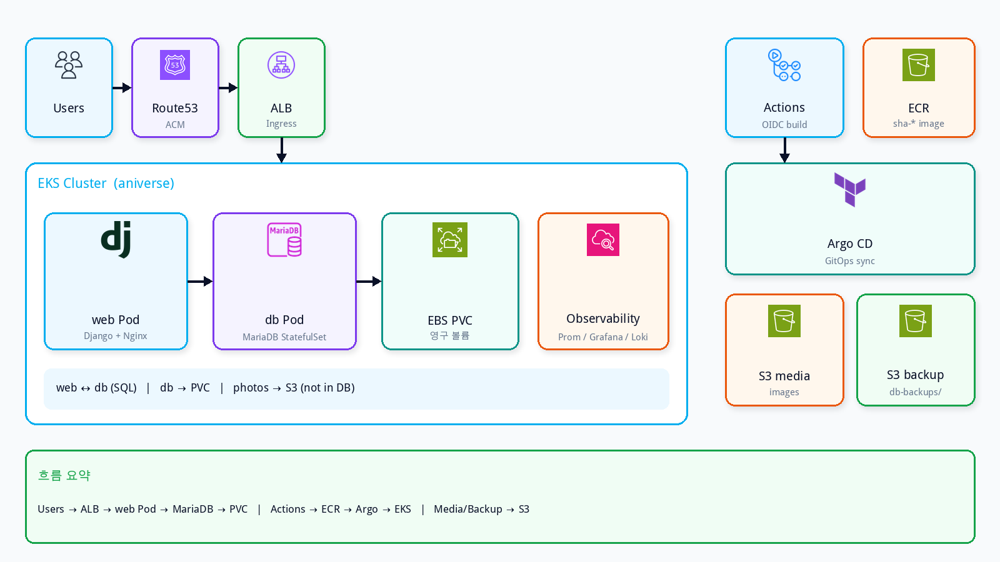 Users
53
Route53
ACM
ALB
Ingress
Actions
OIDC build
ECR
sha-* image
EKS Cluster (aniverse)
dj
web Pod
Django + Nginx
MariaDB
db Pod
MariaDB StatefulSet
EBS PVC
영구 볼륨
Observability
Prom / Grafana / Loki
Argo CD
GitOps sync
S3 media
images
S3 backup
db-backups/
web ↔ db (SQL) | db → PVC | photos → S3 (not in DB)
흐름 요약
Users → ALB → web Pod → MariaDB → PVC | Actions → ECR → Argo → EKS | Media/Backup → S3